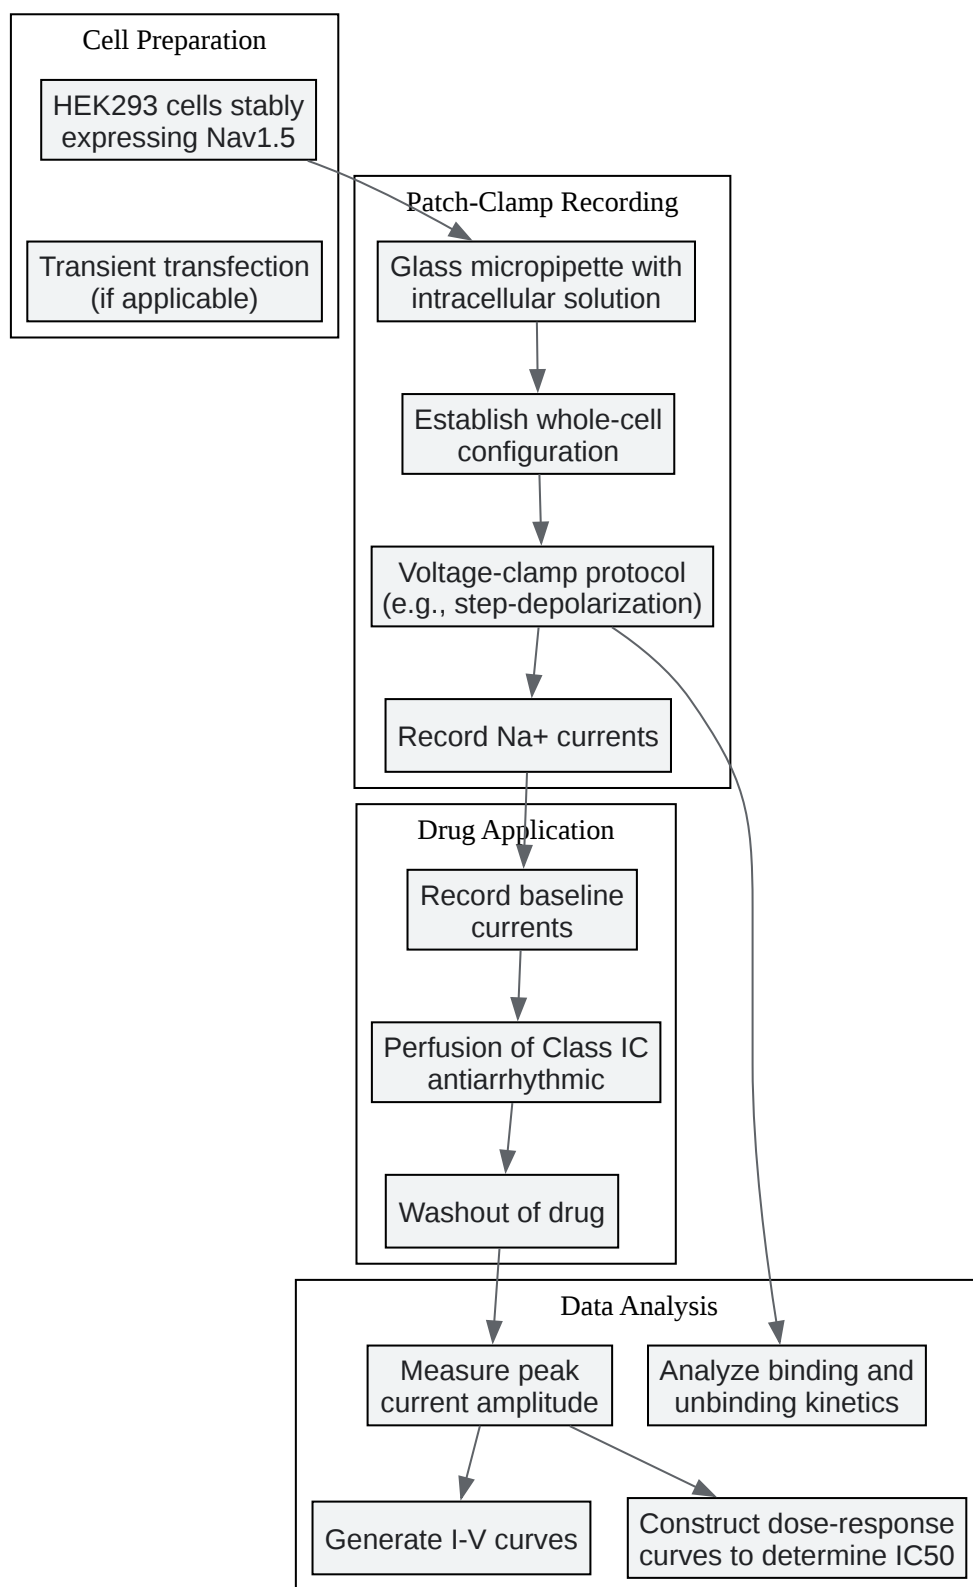 Cell Preparation
HEK293 cells stably
expressing Nav1.5
Transient transfection
(if applicable)
Patch-Clamp Recording
Glass micropipette with
intracellular solution
Establish whole-cell
configuration
Voltage-clamp protocol
(e.g., step-depolarization)
Record Na+ currents
Drug Application
Record baseline
currents
Perfusion of Class IC
antiarrhythmic
Washout of drug
Data Analysis
Measure peak
current amplitude
Analyze binding and
unbinding kinetics
Generate I-V curves
Construct dose-response
curves to determine IC50